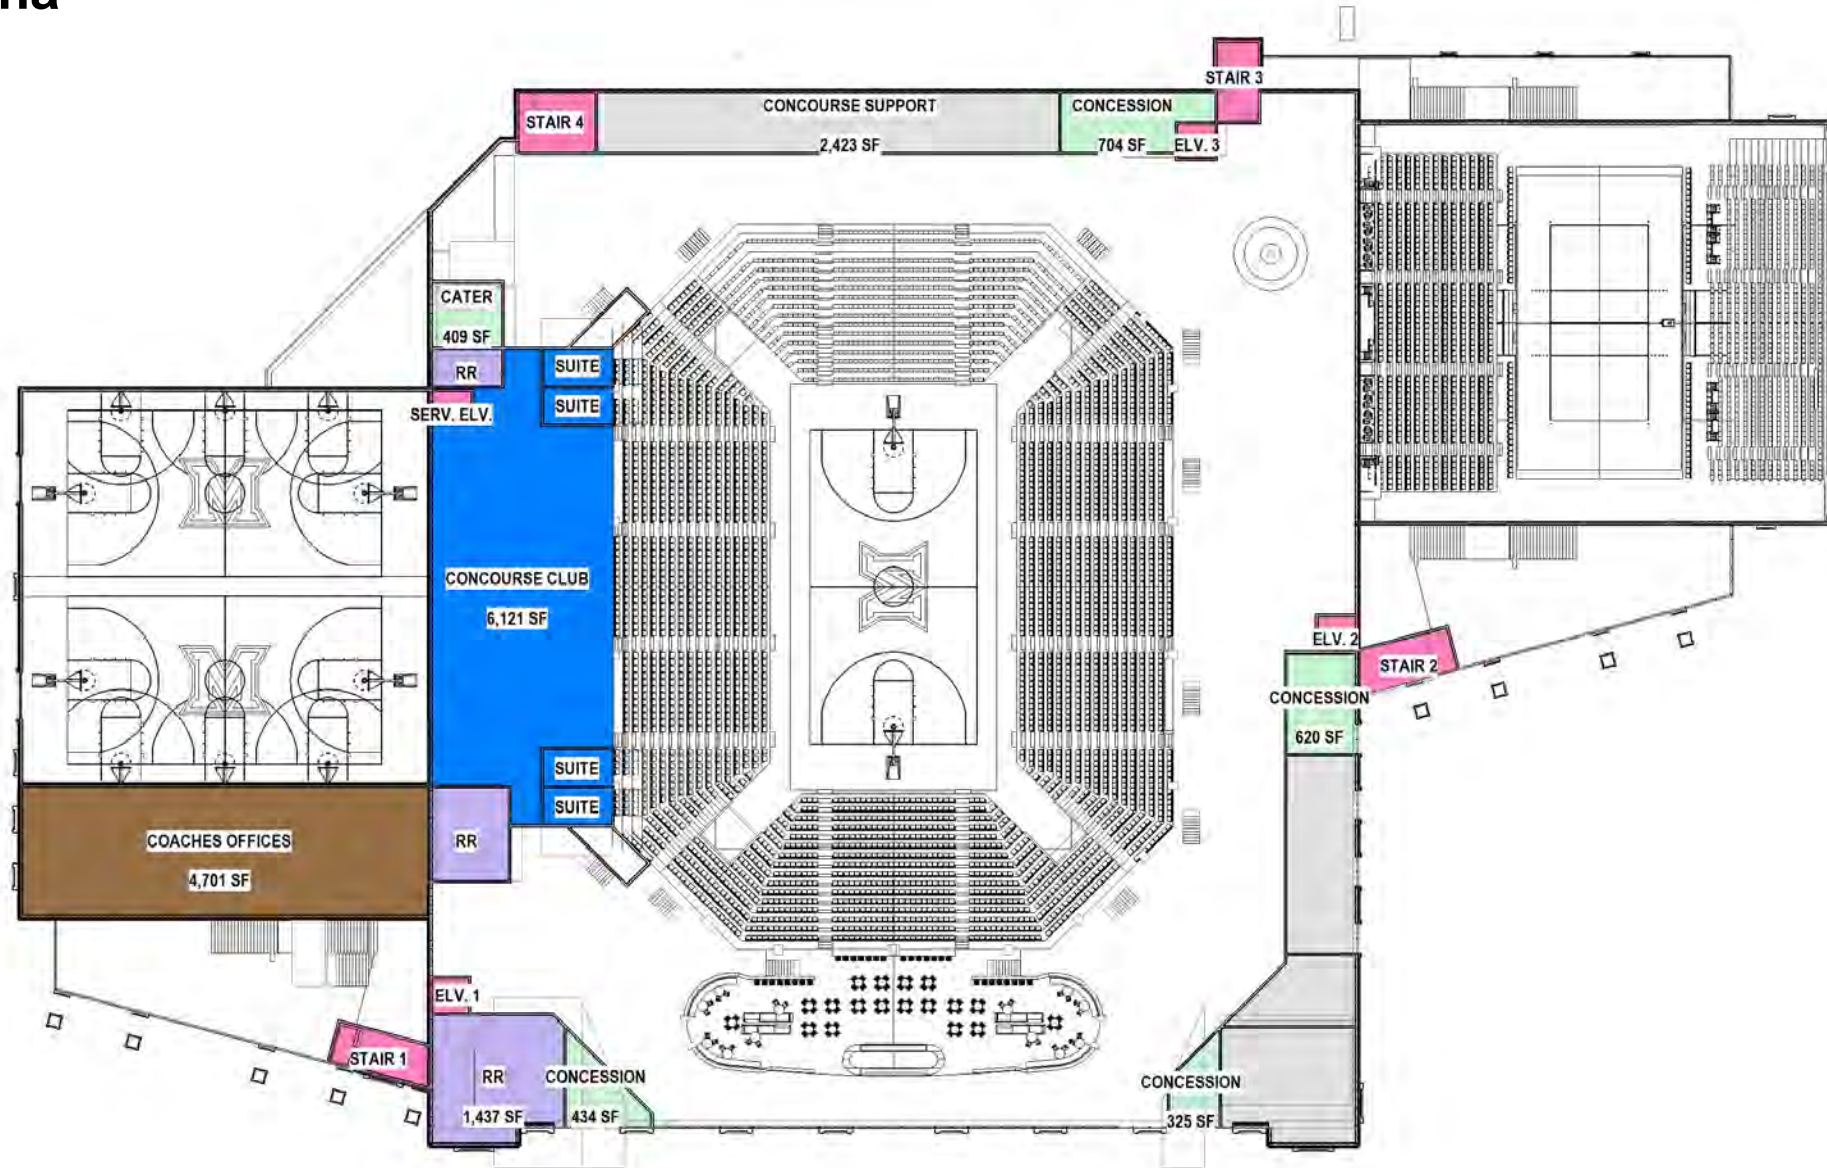 na
STAIR 3
CONCOURSE SUPPORT
2,423 SF
CONCESSION
704 SF
STAIR 4
ELV. 3
CATER
409 SF
RR
SUITE
SUITE
SERV. ELV.
CONCOURSE CLUB
6,121 SF
ELV. 2
STAIR 2
CONCESSION
620 SF
SUITE
SUITE
COACHES OFFICES
4,701 SF
RR
ELV. 1
STAIR 1
RR
1,437 SF
CONCESSION
434 SF
CONCESSION
325 SF